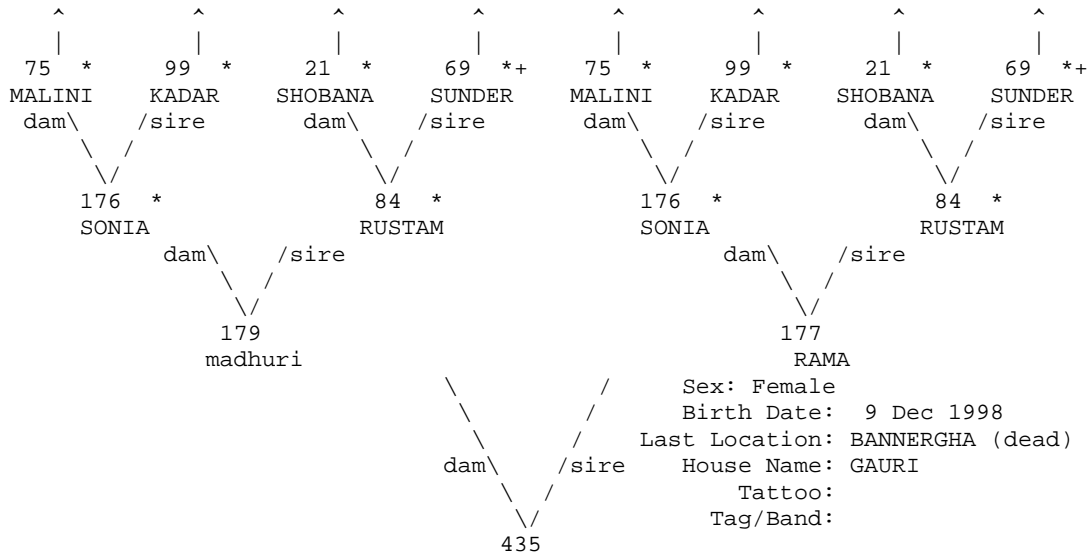 ^ ^ ^ ^ ^ ^ ^ ^
| | | | | | | |
75 * 99 * 21 * 69 *+ 75 * 99 * 21 * 69 *+
MALINI KADAR SHOBANA SUNDER MALINI KADAR SHOBANA SUNDER
dam\ /sire dam\ /sire dam\ /sire dam\ /sire
\ / \ / \ / \ /
\/ \/ \/ \/
176 * 84 * 176 * 84 *
SONIA RUSTAM SONIA RUSTAM
dam\ /sire dam\ /sire
\ / \ /
\/ \/
179 177
madhuri RAMA
\ / Sex: Female
\ / Birth Date: 9 Dec 1998
\ / Last Location: BANNERGHA (dead)
dam\ /sire House Name: GAURI
\ / Tattoo:
\/ Tag/Band:
435